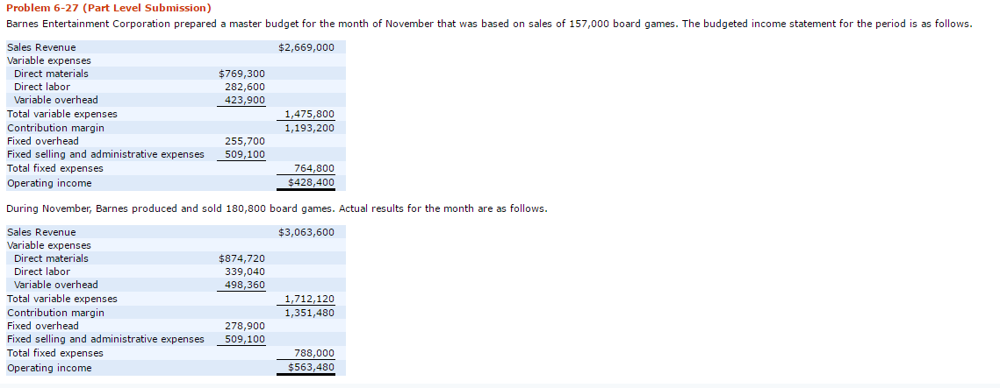 Problem 6-27 (Part Level Submission)
Barnes Entertainment Corporation prepared a master budget for the month of November that was based on sales of 157,000 board games. The budgeted income statement for the period is as follows.
Sales Revenue $2,669,000
Variable expenses
Direct materials $769,300
Direct labor 282,600
Variable overhead 423,900
Total variable expenses 1,475,800
Contribution margin 1,193,200
Fixed overhead 255,700
Fixed selling and administrative expenses 509,100
Total fixed expenses 764,800
Operating income $428,400
During November, Barnes produced and sold 180,800 board games. Actual results for the month are as follows.
Sales Revenue $3,063,600
Variable expenses
Direct materials $874,720
Direct labor 339,040
Variable overhead 498,360
Total variable expenses 1,712,120
Contribution margin 1,351,480
Fixed overhead 278,900
Fixed selling and administrative expenses 509,100
Total fixed expenses 788,000
Operating income $563,480